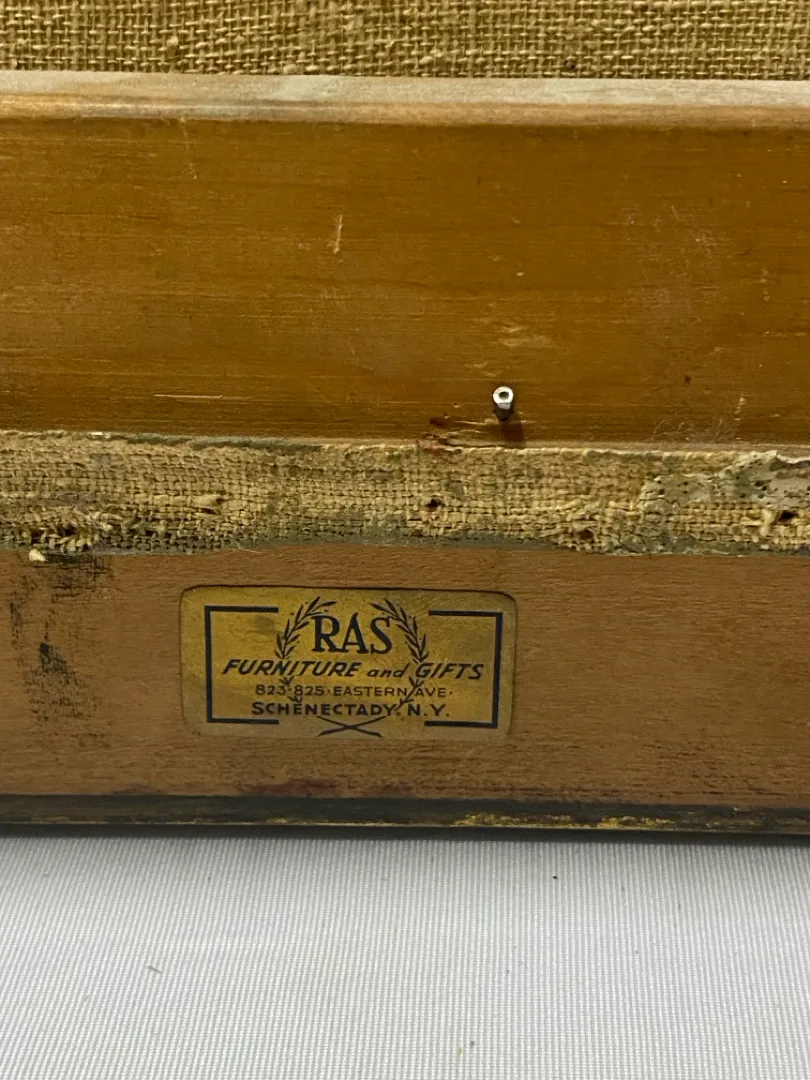 RAS
FURNITURE and GIFTS
823-825·EASTERN AVE·
SCHENECTADY, N.Y.